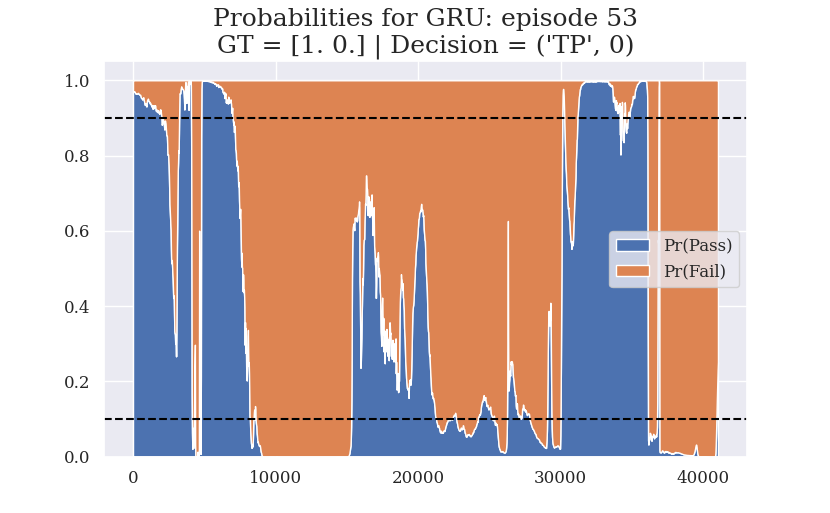 Probabilities for GRU: episode 53
GT = [1. 0.] | Decision = ('TP', 0)
1.0
0.8
0.6
0.4
0.2
0.0
Pr(Pass)
Pr(Fail)
0
10000
20000
30000
40000